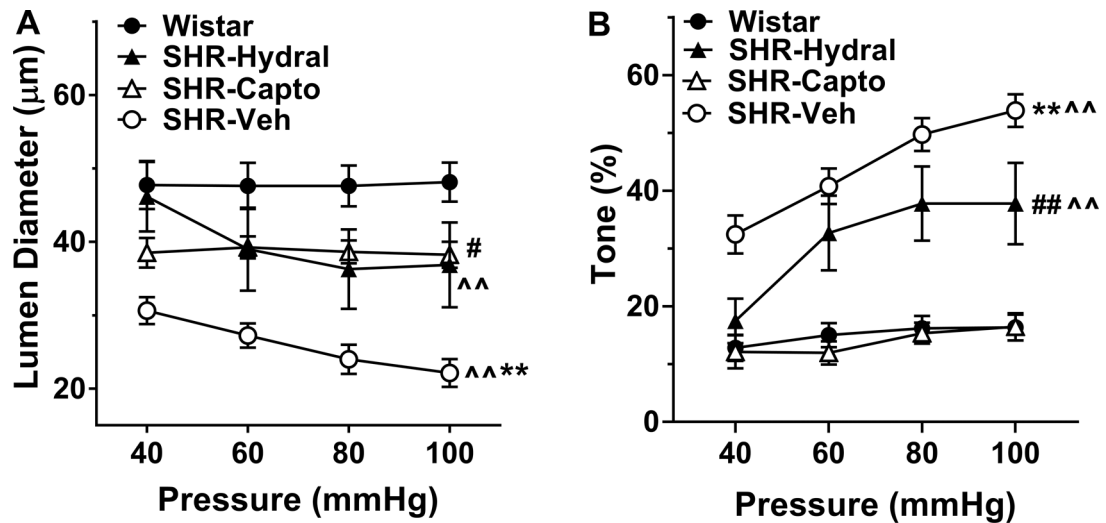 A
Wistar
SHR-Hydral
SHR-Capto
SHR-Veh
Lumen Diameter (μm)
60
40
20
#
^^
^^**
40 60 80 100
Pressure (mmHg)
B
Wistar
SHR-Hydral
SHR-Capto
SHR-Veh
Tone (%)
60
40
20
0
**^^
##^^
40 60 80 100
Pressure (mmHg)